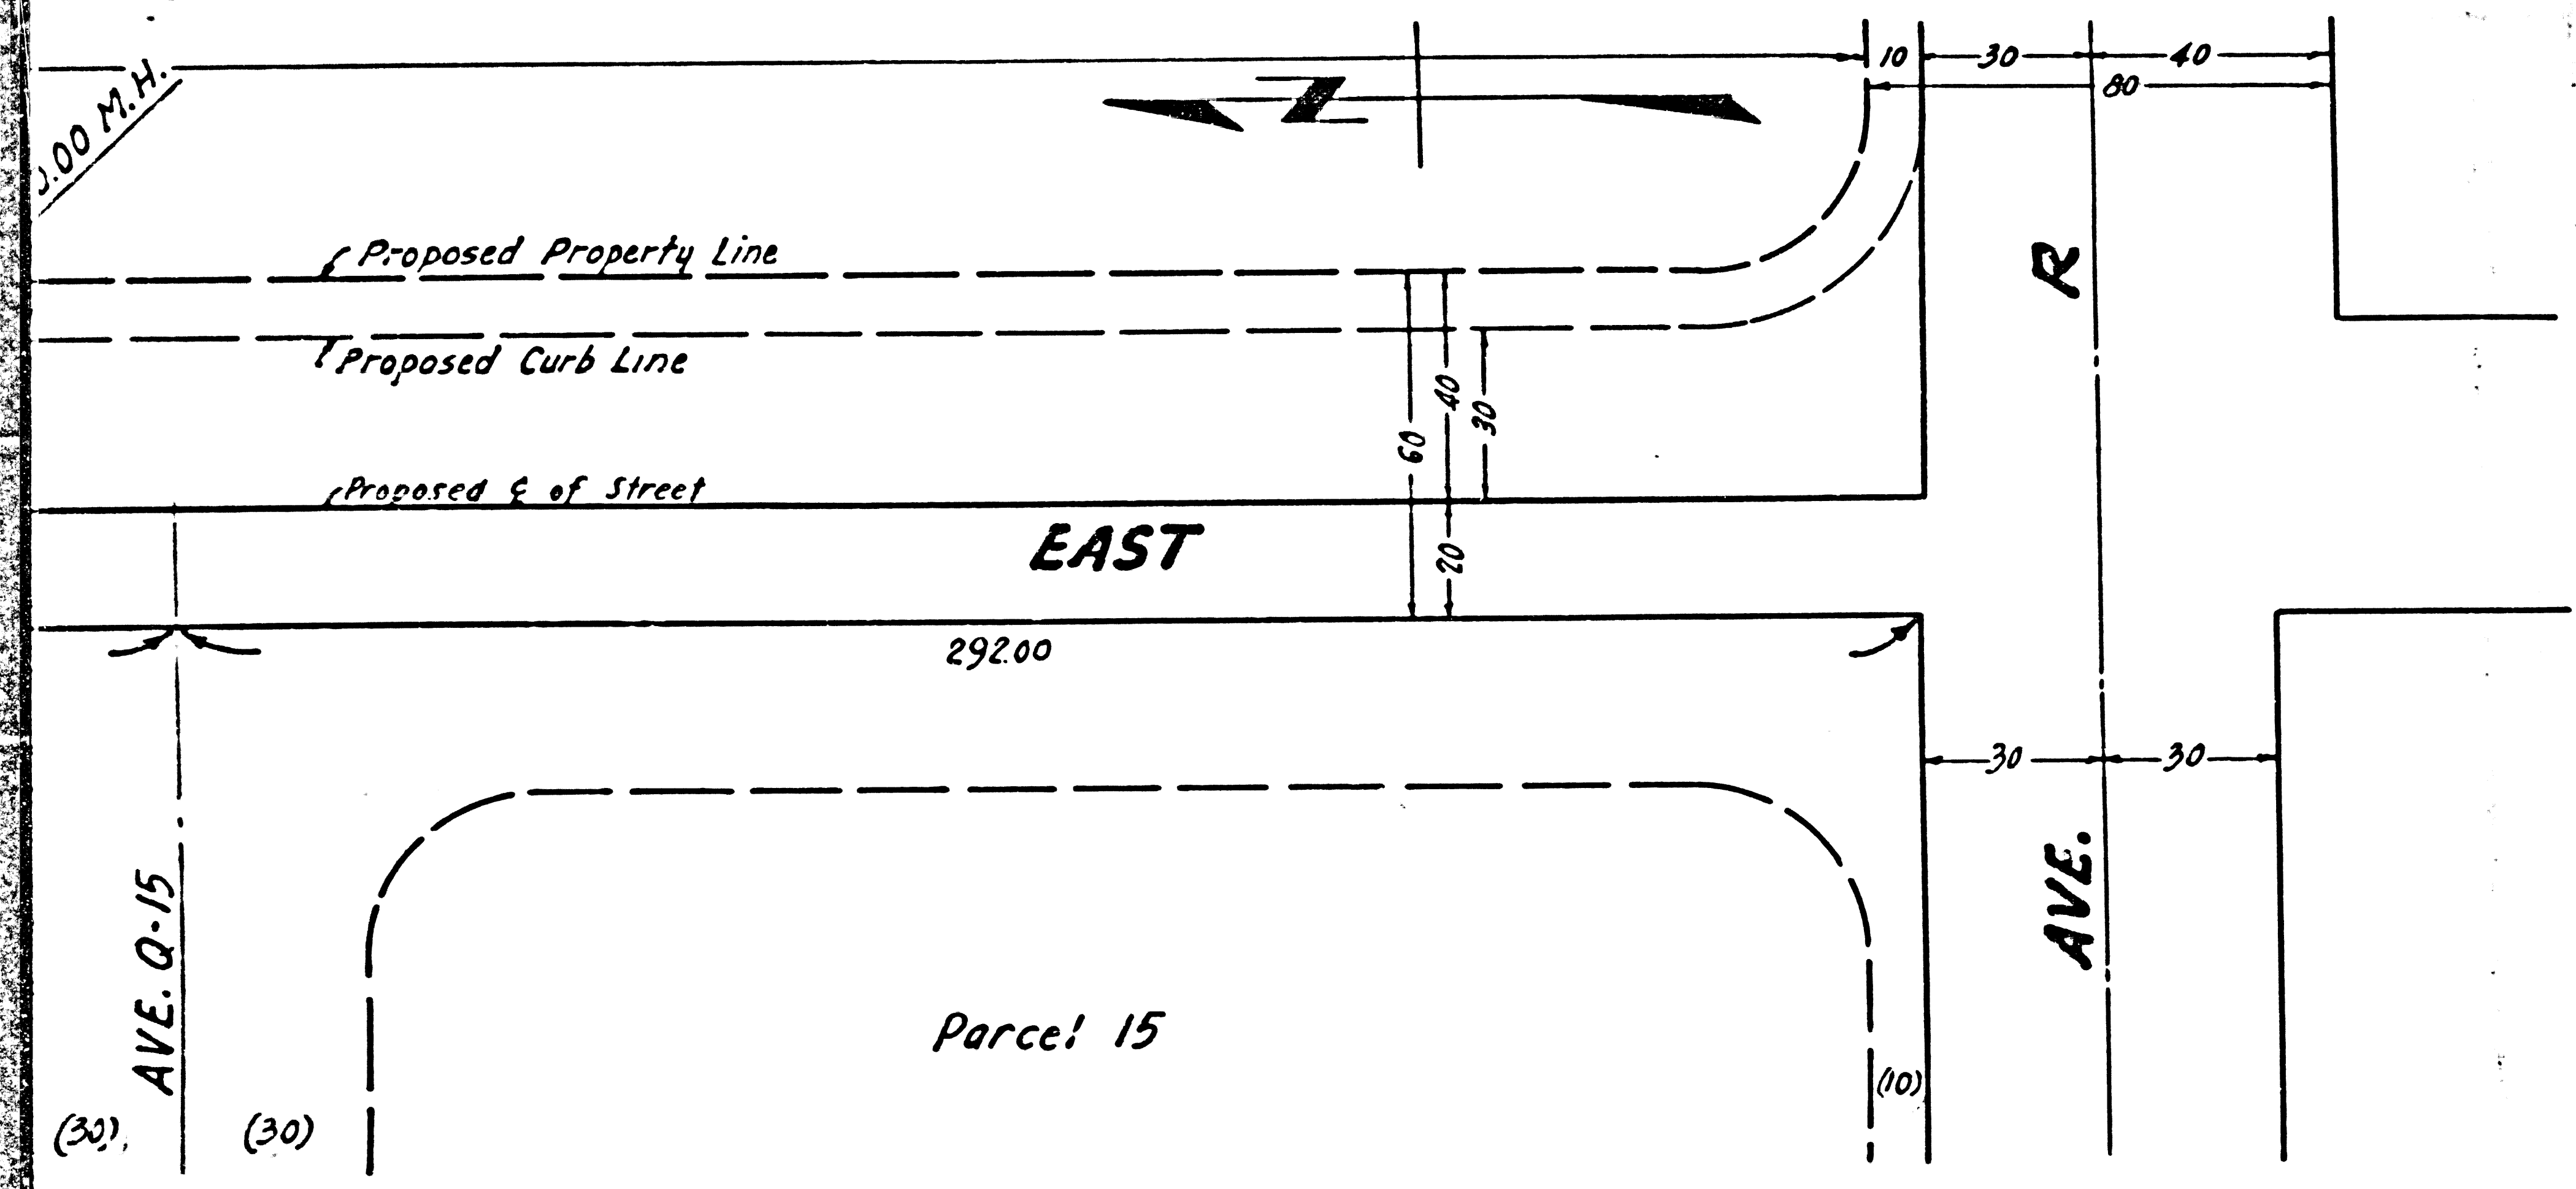 10 30 40
80
.00 M.H.
Proposed Property Line
R
Proposed Curb Line
40
30
60
Proposed ℄ of Street
EAST
20
292.00
30 30
AVE.
AVE. Q-15
Parcel 15
(10)
(30) (30)